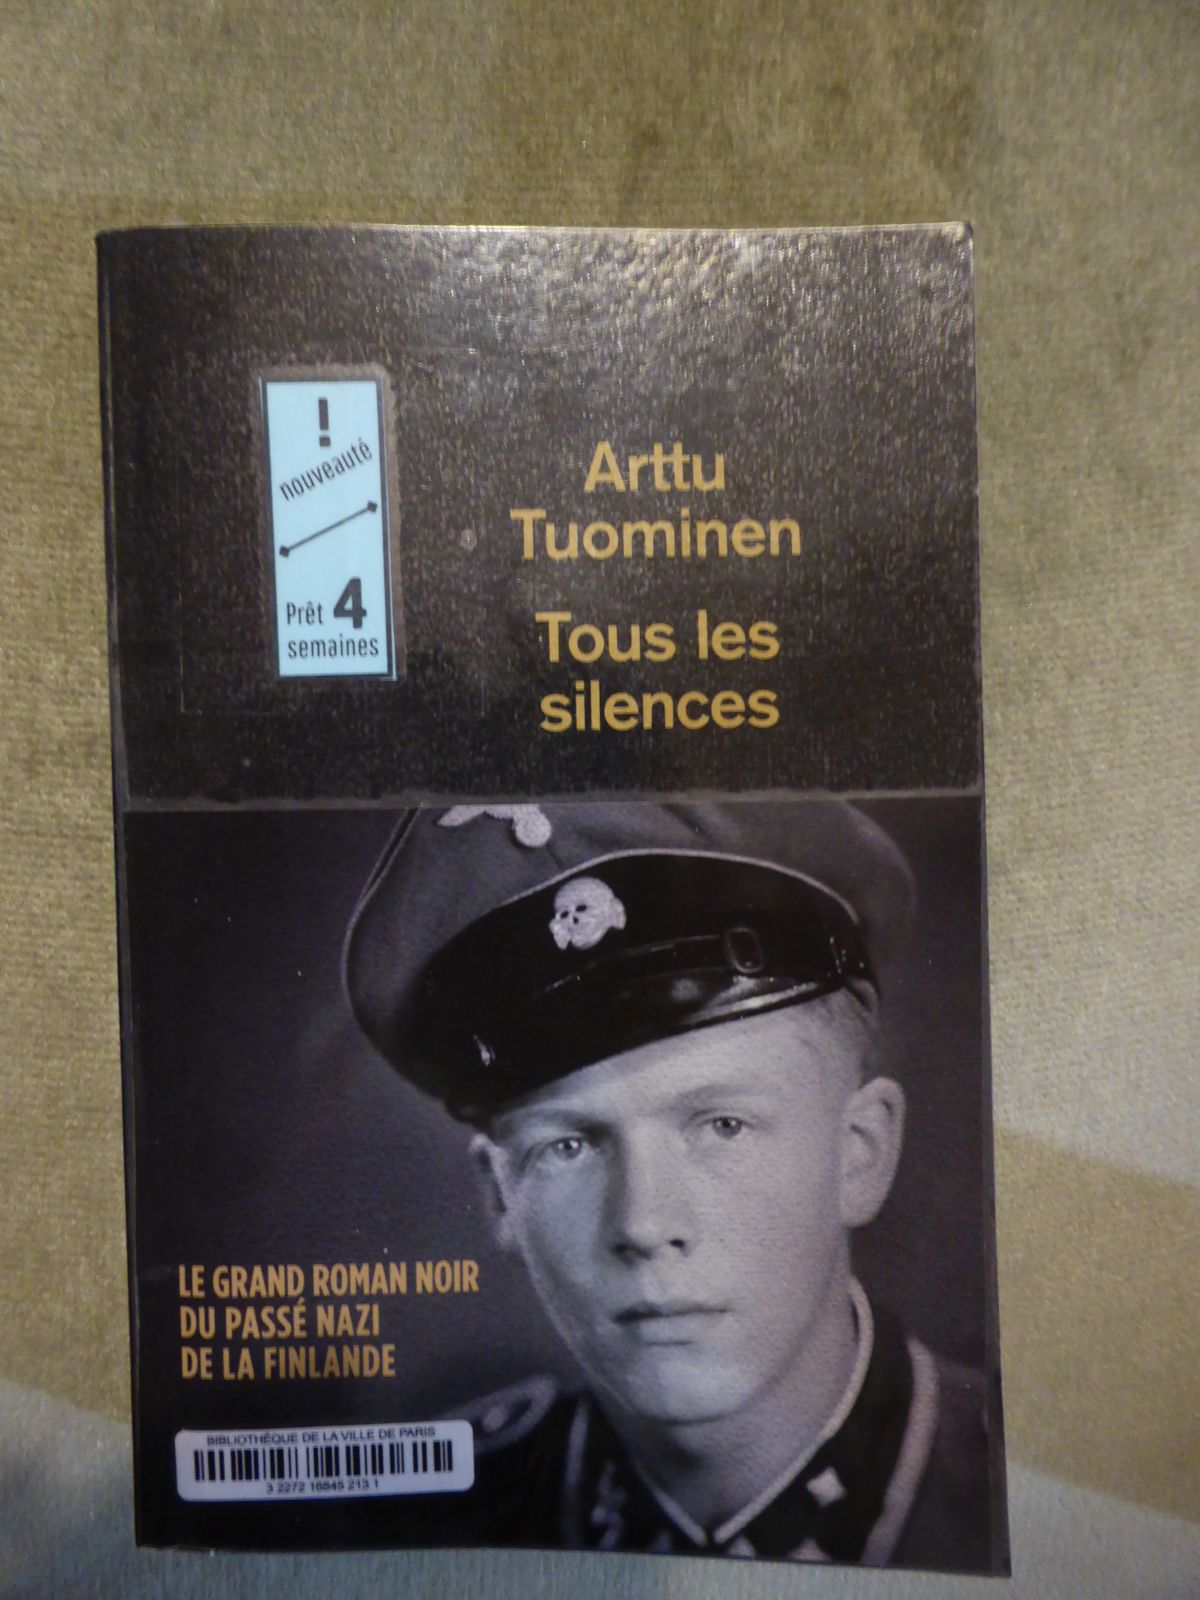 !
nouveauté
Prêt 4
semaines
Arttu
Tuominen
Tous les
silences
LE GRAND ROMAN NOIR
DU PASSÉ NAZI
DE LA FINLANDE
BIBLIOTHÈQUE DE LA VILLE DE PARIS
3 2272 16845 213 1